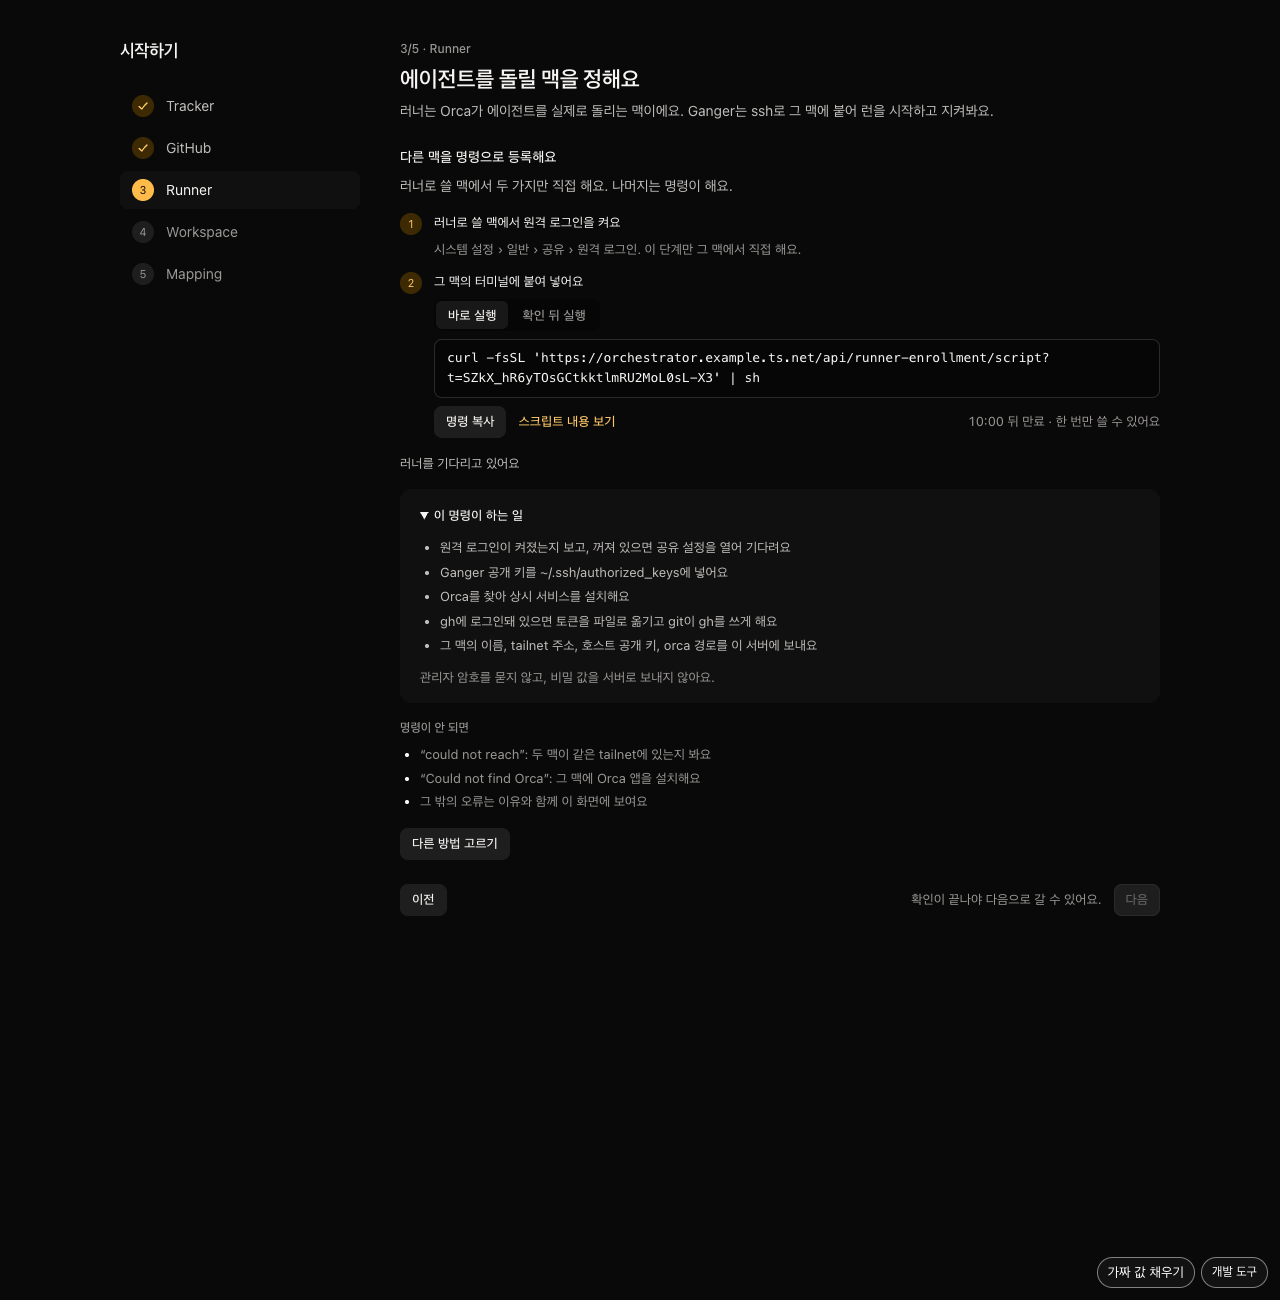 시작하기
Tracker
GitHub
3 Runner
4 Workspace
5 Mapping
3/5 · Runner
에이전트를 돌릴 맥을 정해요
러너는 Orca가 에이전트를 실제로 돌리는 맥이에요. Ganger는 ssh로 그 맥에 붙어 런을 시작하고 지켜봐요.
다른 맥을 명령으로 등록해요
러너로 쓸 맥에서 두 가지만 직접 해요. 나머지는 명령이 해요.
1 러너로 쓸 맥에서 원격 로그인을 켜요
시스템 설정 › 일반 › 공유 › 원격 로그인. 이 단계만 그 맥에서 직접 해요.
2 그 맥의 터미널에 붙여 넣어요
바로 실행 확인 뒤 실행
curl -fsSL 'https://orchestrator.example.ts.net/api/runner-enrollment/script?
t=SZkX_hR6yTOsGCtkktlmRU2MoL0sL-X3' | sh
명령 복사 스크립트 내용 보기 10:00 뒤 만료 · 한 번만 쓸 수 있어요
러너를 기다리고 있어요
▼ 이 명령이 하는 일
• 원격 로그인이 켜졌는지 보고, 꺼져 있으면 공유 설정을 열어 기다려요
• Ganger 공개 키를 ~/.ssh/authorized_keys에 넣어요
• Orca를 찾아 상시 서비스를 설치해요
• gh에 로그인돼 있으면 토큰을 파일로 옮기고 git이 gh를 쓰게 해요
• 그 맥의 이름, tailnet 주소, 호스트 공개 키, orca 경로를 이 서버에 보내요
관리자 암호를 묻지 않고, 비밀 값을 서버로 보내지 않아요.
명령이 안 되면
• “could not reach”: 두 맥이 같은 tailnet에 있는지 봐요
• “Could not find Orca”: 그 맥에 Orca 앱을 설치해요
• 그 밖의 오류는 이유와 함께 이 화면에 보여요
다른 방법 고르기
이전 확인이 끝나야 다음으로 갈 수 있어요. 다음
가짜 값 채우기 개발 도구